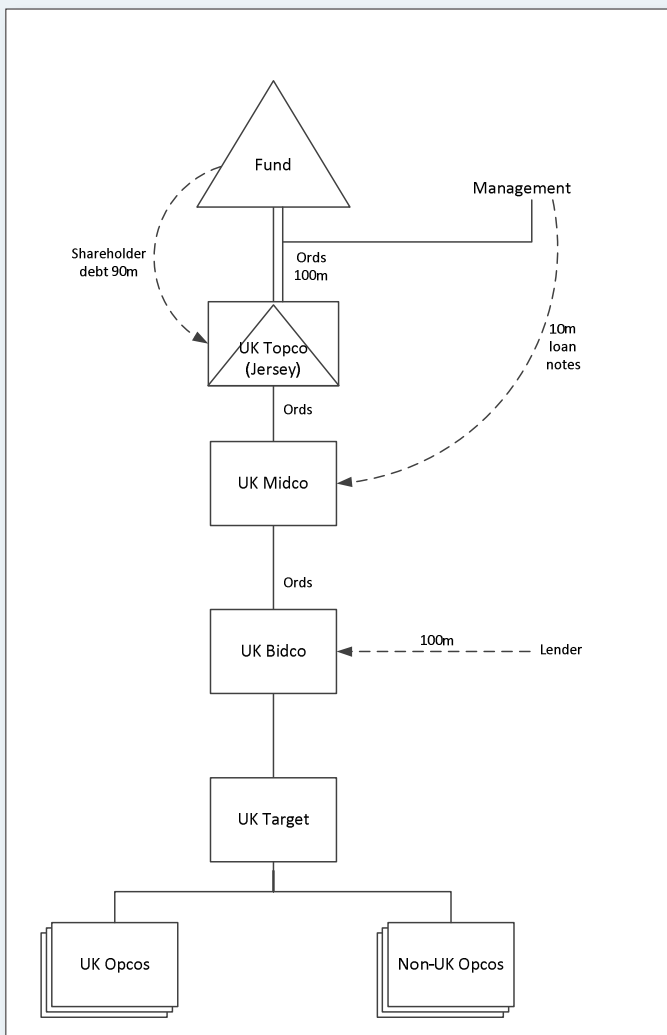 Fund
Management
Shareholder
debt 90m
Ords
100m
10m
loan
notes
UK Topco
(Jersey)
Ords
UK Midco
Ords
UK Bidco
100m
Lender
UK Target
UK Opcos
Non-UK Opcos